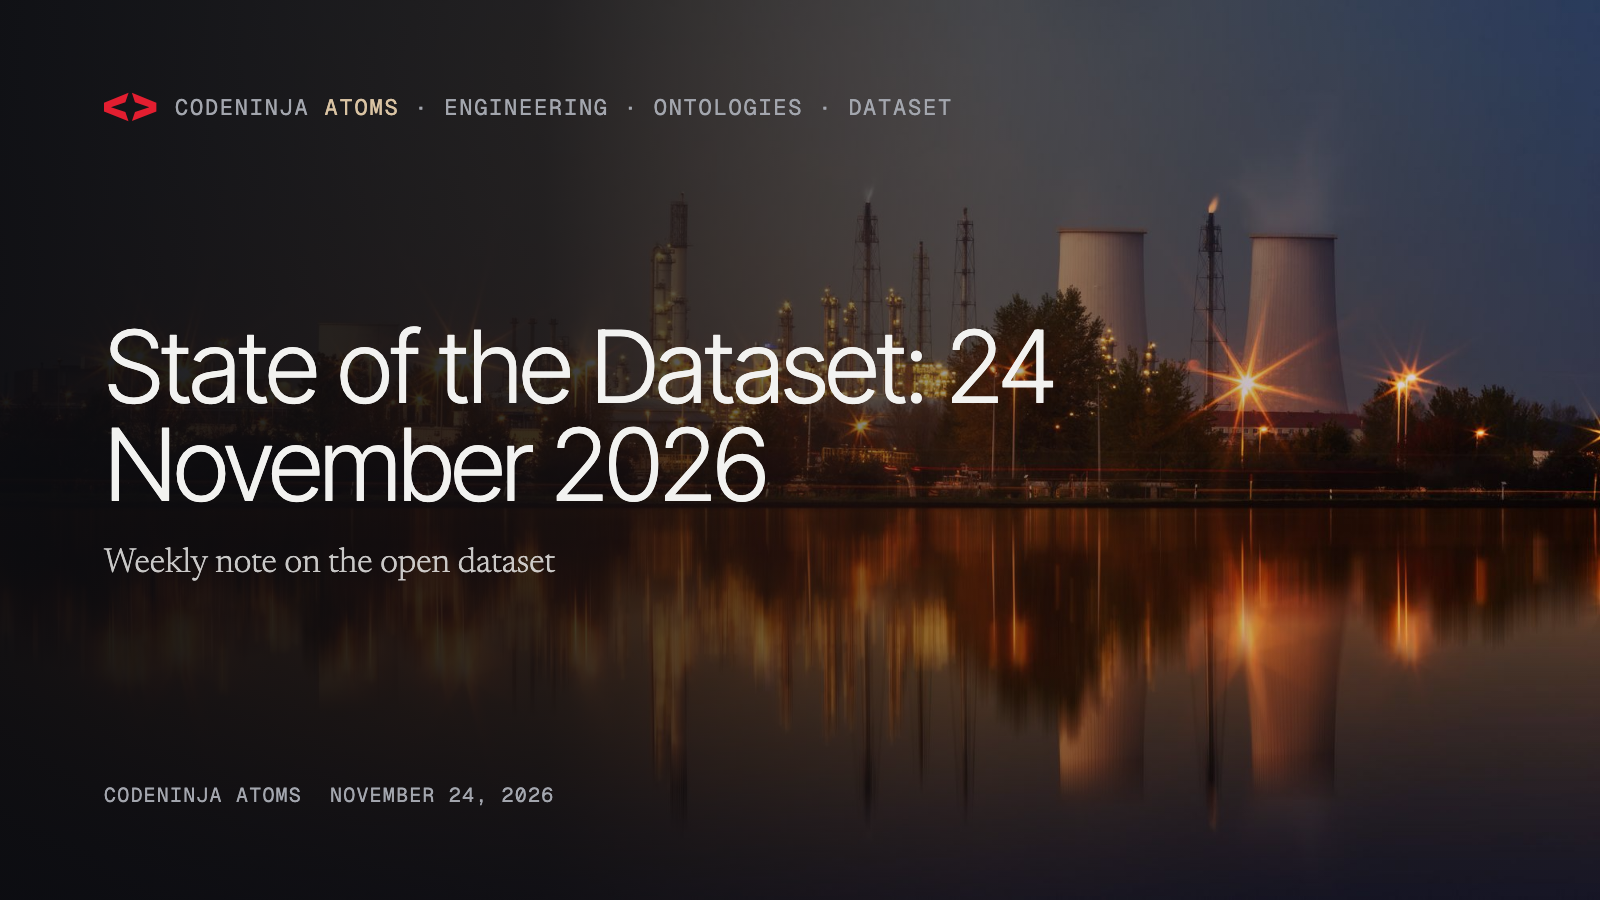 CODENINJA ATOMS · ENGINEERING · ONTOLOGIES · DATASET
State of the Dataset: 24
November 2026
Weekly note on the open dataset
CODENINJA ATOMS NOVEMBER 24, 2026